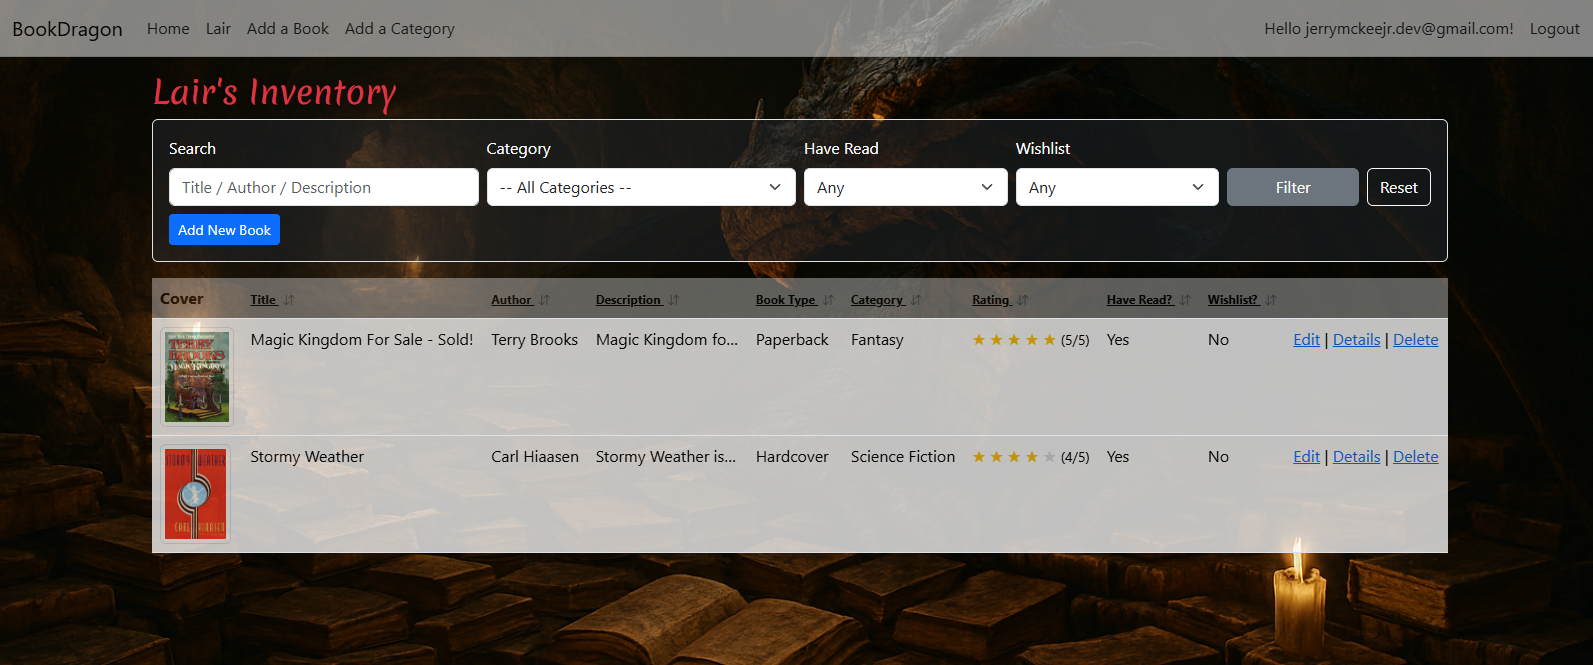 BookDragon Home Lair Add a Book Add a Category Hello jerrymckeejr.dev@gmail.com! Logout
Lair's Inventory
Search Category Have Read Wishlist
Title / Author / Description -- All Categories -- Any Any Filter Reset
Add New Book
Cover Title Author Description Book Type Category Rating Have Read? Wishlist?
Magic Kingdom For Sale - Sold! Terry Brooks Magic Kingdom fo... Paperback Fantasy ★ ★ ★ ★ ★ (5/5) Yes No Edit | Details | Delete
TERRY
BROOKS
MAGIC KINGDOM
Stormy Weather Carl Hiaasen Stormy Weather is... Hardcover Science Fiction ★ ★ ★ ★ ★ (4/5) Yes No Edit | Details | Delete
STORMY WEATHER
CARL HIAASEN